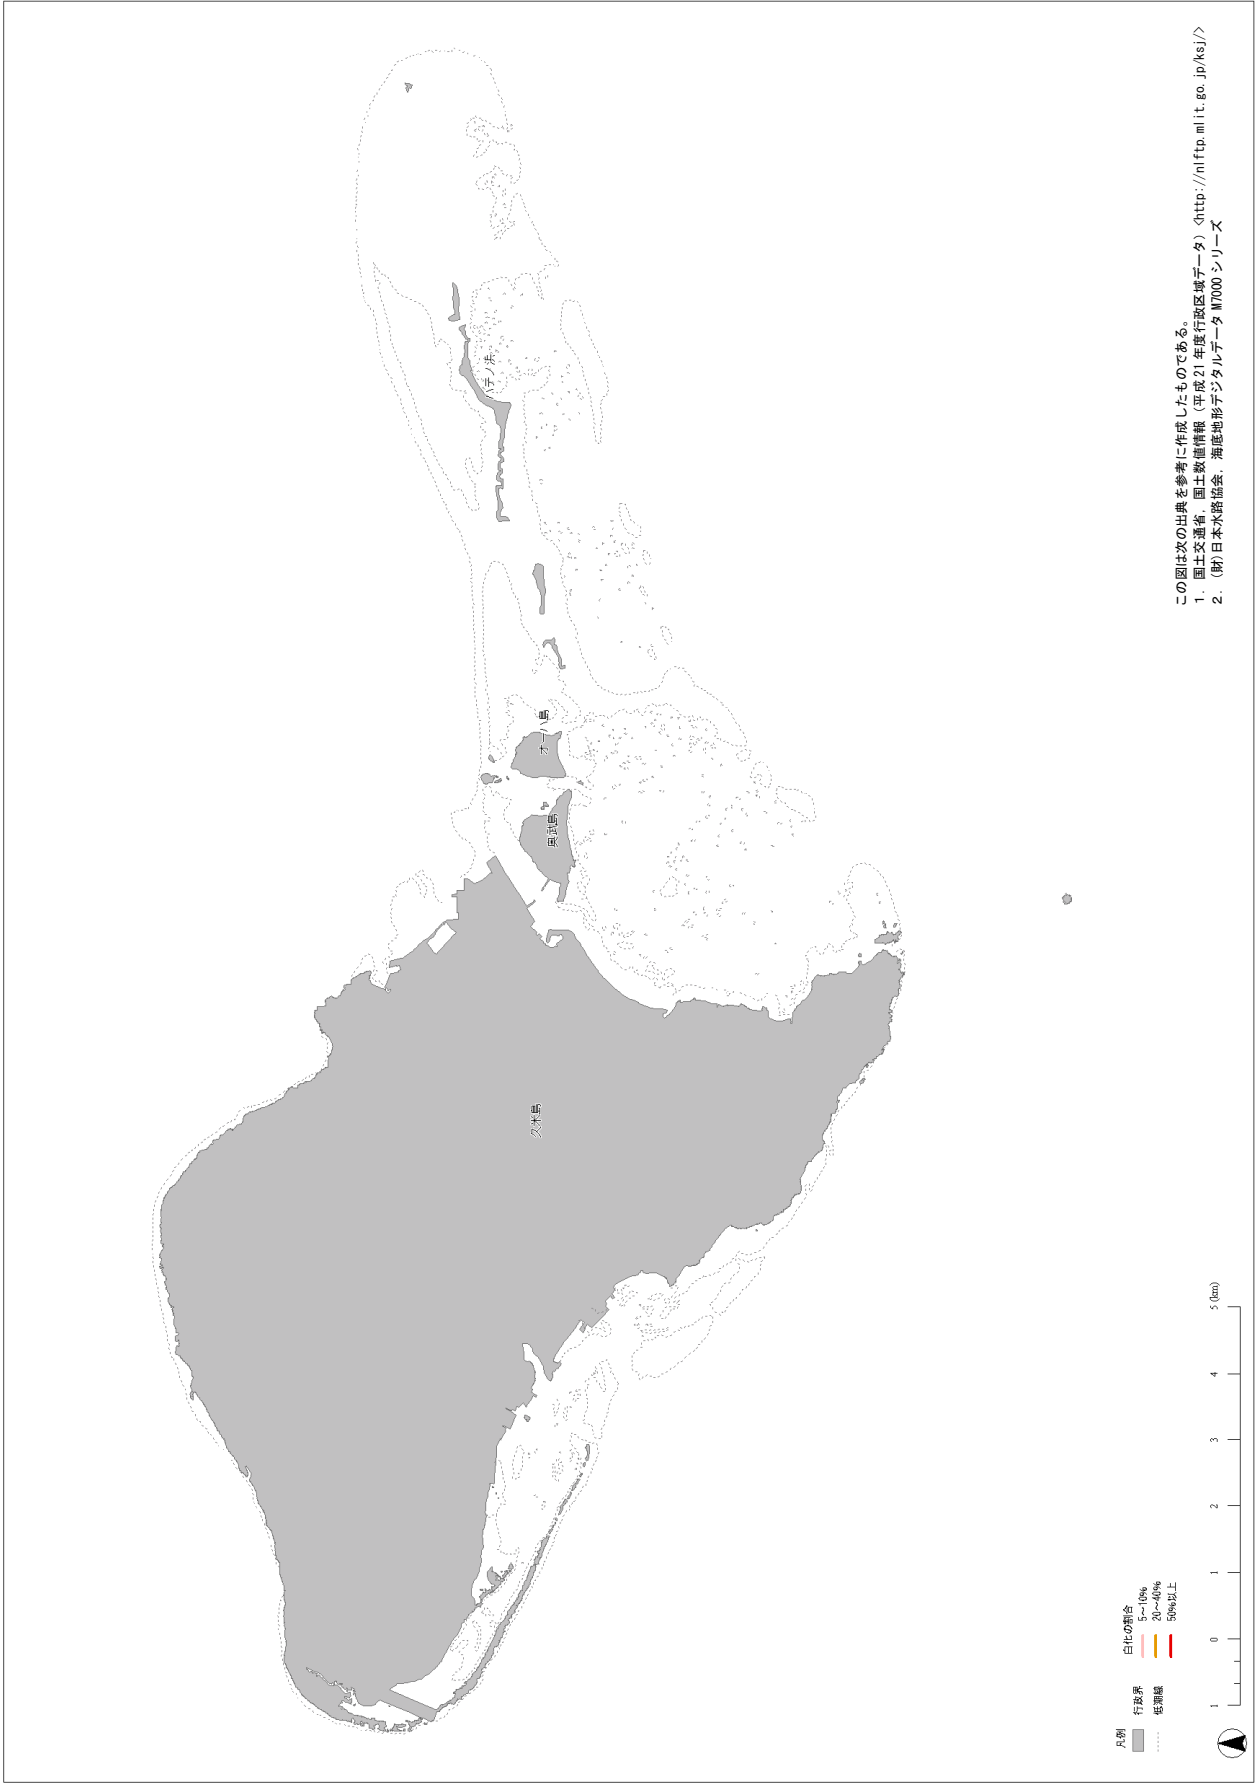 ハテノ浜
オーハ島
奥武島
久米島
凡例
行政界
低潮線
白化の割合
5~10%
20~40%
50%以上
1 0 1 2 3 4 5 (km)
この図は次の出典を参考に作成したものである。
1. 国土交通省, 国土数値情報 (平成21年度行政区域データ) <http://nlftp.mlit.go.jp/ksj/>
2. (財)日本水路協会, 海底地形デジタルデータ M7000シリーズ